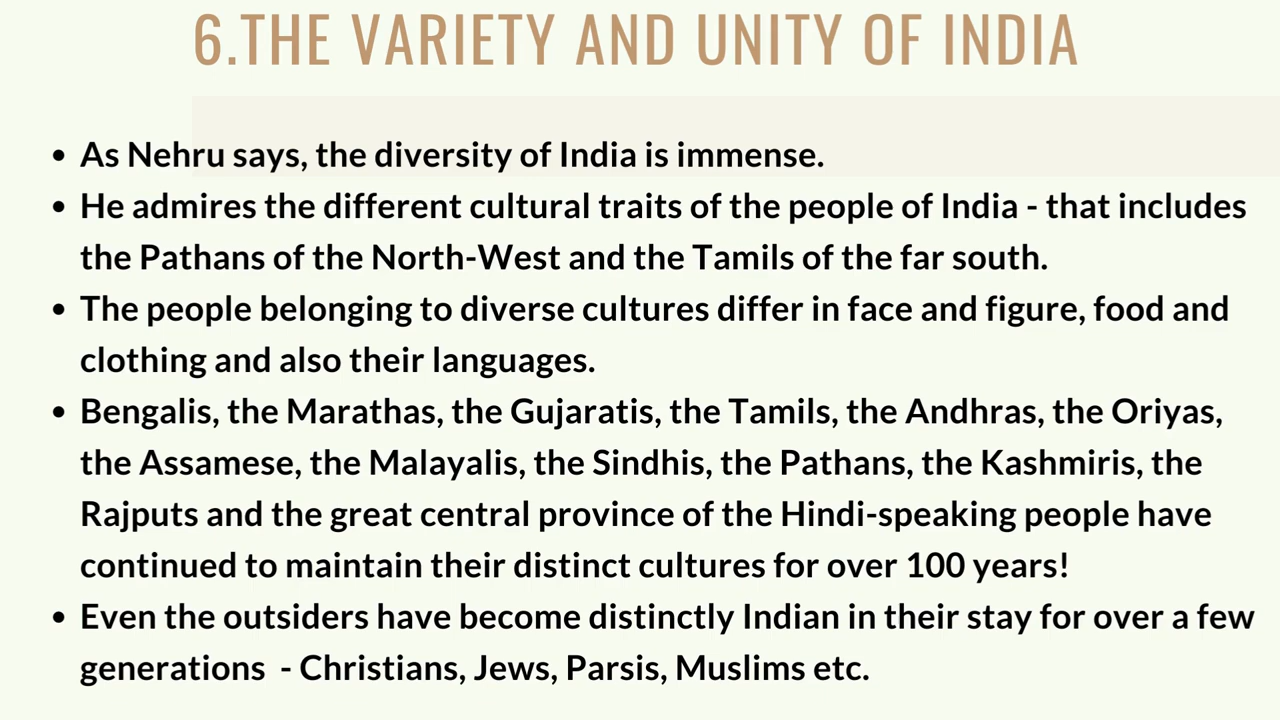 6.THE VARIETY AND UNITY OF INDIA
• As Nehru says, the diversity of India is immense.
• He admires the different cultural traits of the people of India - that includes
the Pathans of the North-West and the Tamils of the far south.
• The people belonging to diverse cultures differ in face and figure, food and
clothing and also their languages.
• Bengalis, the Marathas, the Gujaratis, the Tamils, the Andhras, the Oriyas,
the Assamese, the Malayalis, the Sindhis, the Pathans, the Kashmiris, the
Rajputs and the great central province of the Hindi-speaking people have
continued to maintain their distinct cultures for over 100 years!
• Even the outsiders have become distinctly Indian in their stay for over a few
generations - Christians, Jews, Parsis, Muslims etc.